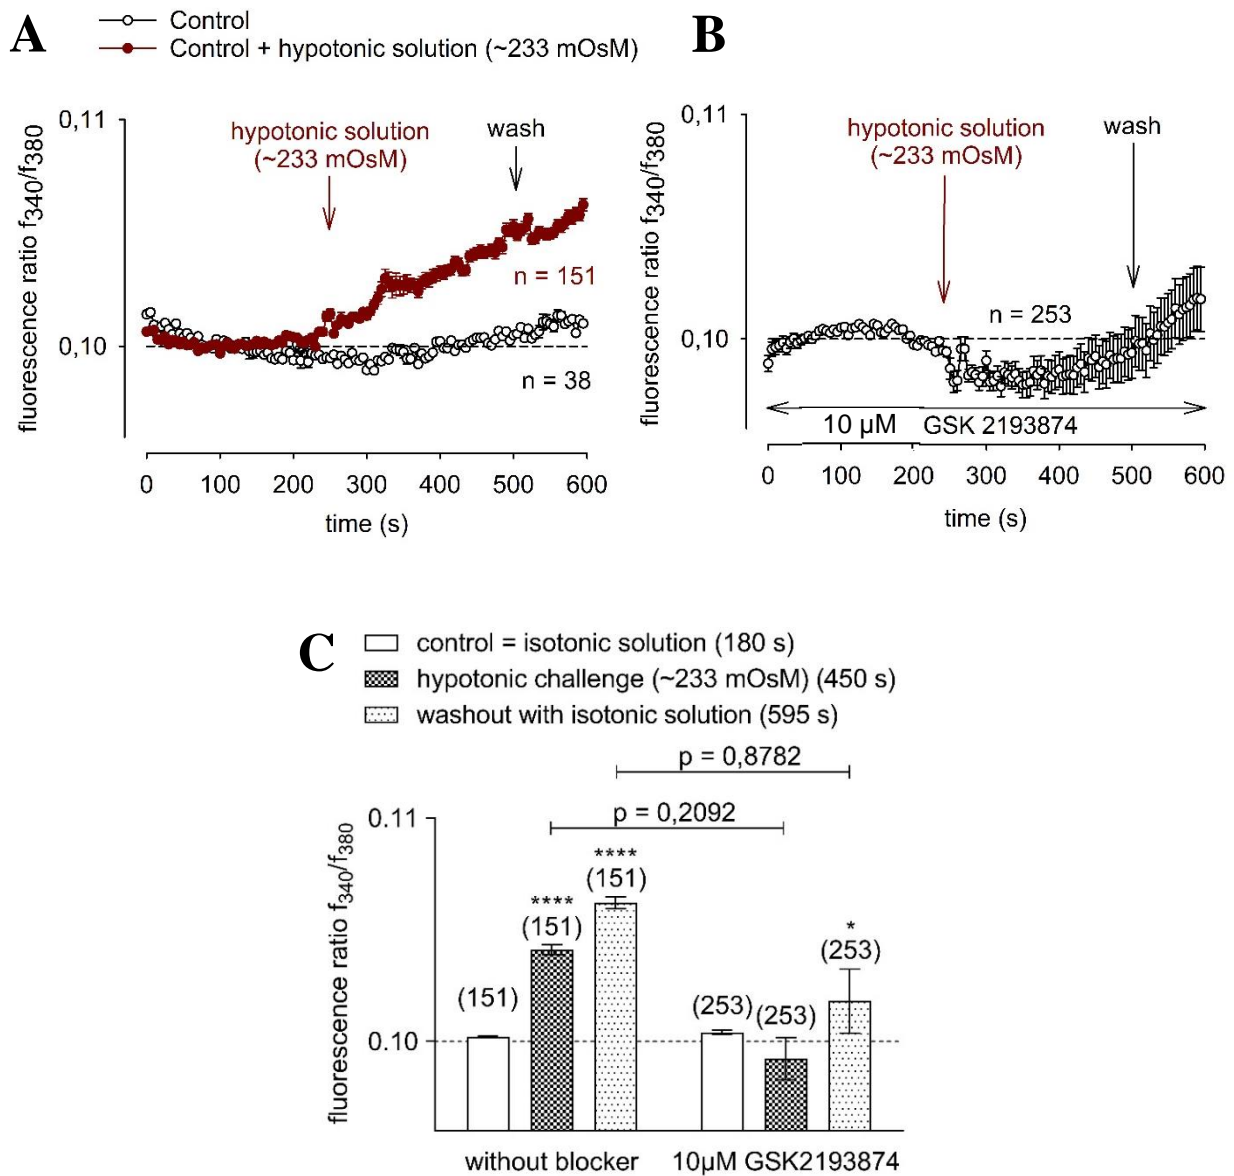 A
Control
Control + hypotonic solution (~233 mOsM)
fluorescence ratio f340/f380
0,11
0,10
hypotonic solution
(~233 mOsM)
wash
n = 151
n = 38
0 100 200 300 400 500 600
time (s)
B
fluorescence ratio f340/f380
0,11
0,10
hypotonic solution
(~233 mOsM)
wash
n = 253
10 µM GSK 2193874
0 100 200 300 400 500 600
time (s)
C
control = isotonic solution (180 s)
hypotonic challenge (~233 mOsM) (450 s)
washout with isotonic solution (595 s)
p = 0,8782
p = 0,2092
fluorescence ratio f340/f380
0.11
0.10
(151)
****
(151)
****
(151)
(253)
(253)
*
(253)
without blocker
10µM GSK2193874